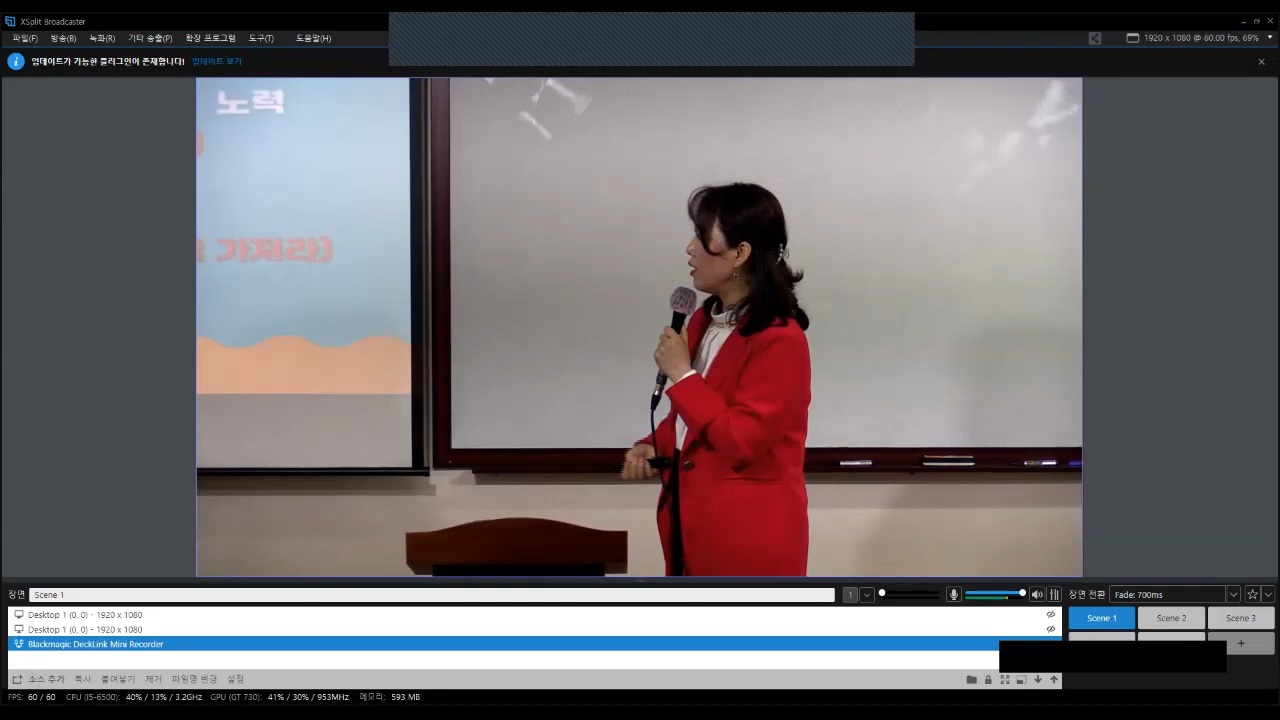 XSplit Broadcaster
파일(F) 방송(B) 녹화(R) 기타 송출(P) 확장 프로그램 도구(T) 도움말(H)
1920 x 1080 @ 60.00 fps, 69%
업데이트가 가능한 플러그인이 존재합니다! 업데이트 보기
노력
가져라)
장면 Scene 1
1
장면 전환 Fade: 700ms
Desktop 1 (0, 0) - 1920 x 1080
Desktop 1 (0, 0) - 1920 x 1080
Blackmagic DeckLink Mini Recorder
Scene 1 Scene 2 Scene 3
소스 추가 복사 붙여넣기 제거 파일명 변경 설정
FPS: 60 / 60 CPU (I5-6500): 40% / 13% / 3.2GHz GPU (GT 730): 41% / 30% / 953MHz 메모리: 593 MB